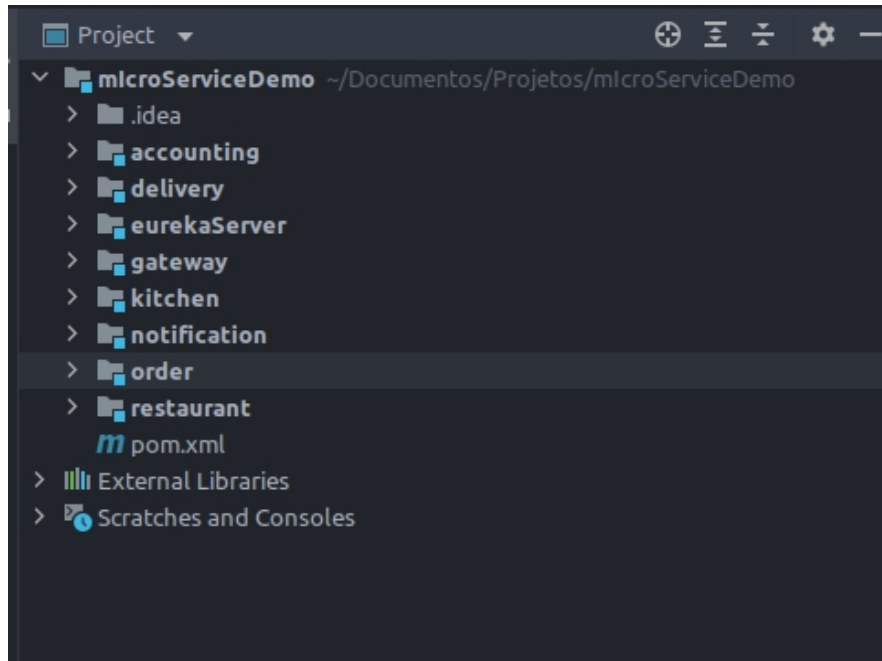 Project
mIcroServiceDemo ~/Documentos/Projetos/mIcroServiceDemo
.idea
accounting
delivery
eurekaServer
gateway
kitchen
notification
order
restaurant
m pom.xml
External Libraries
Scratches and Consoles